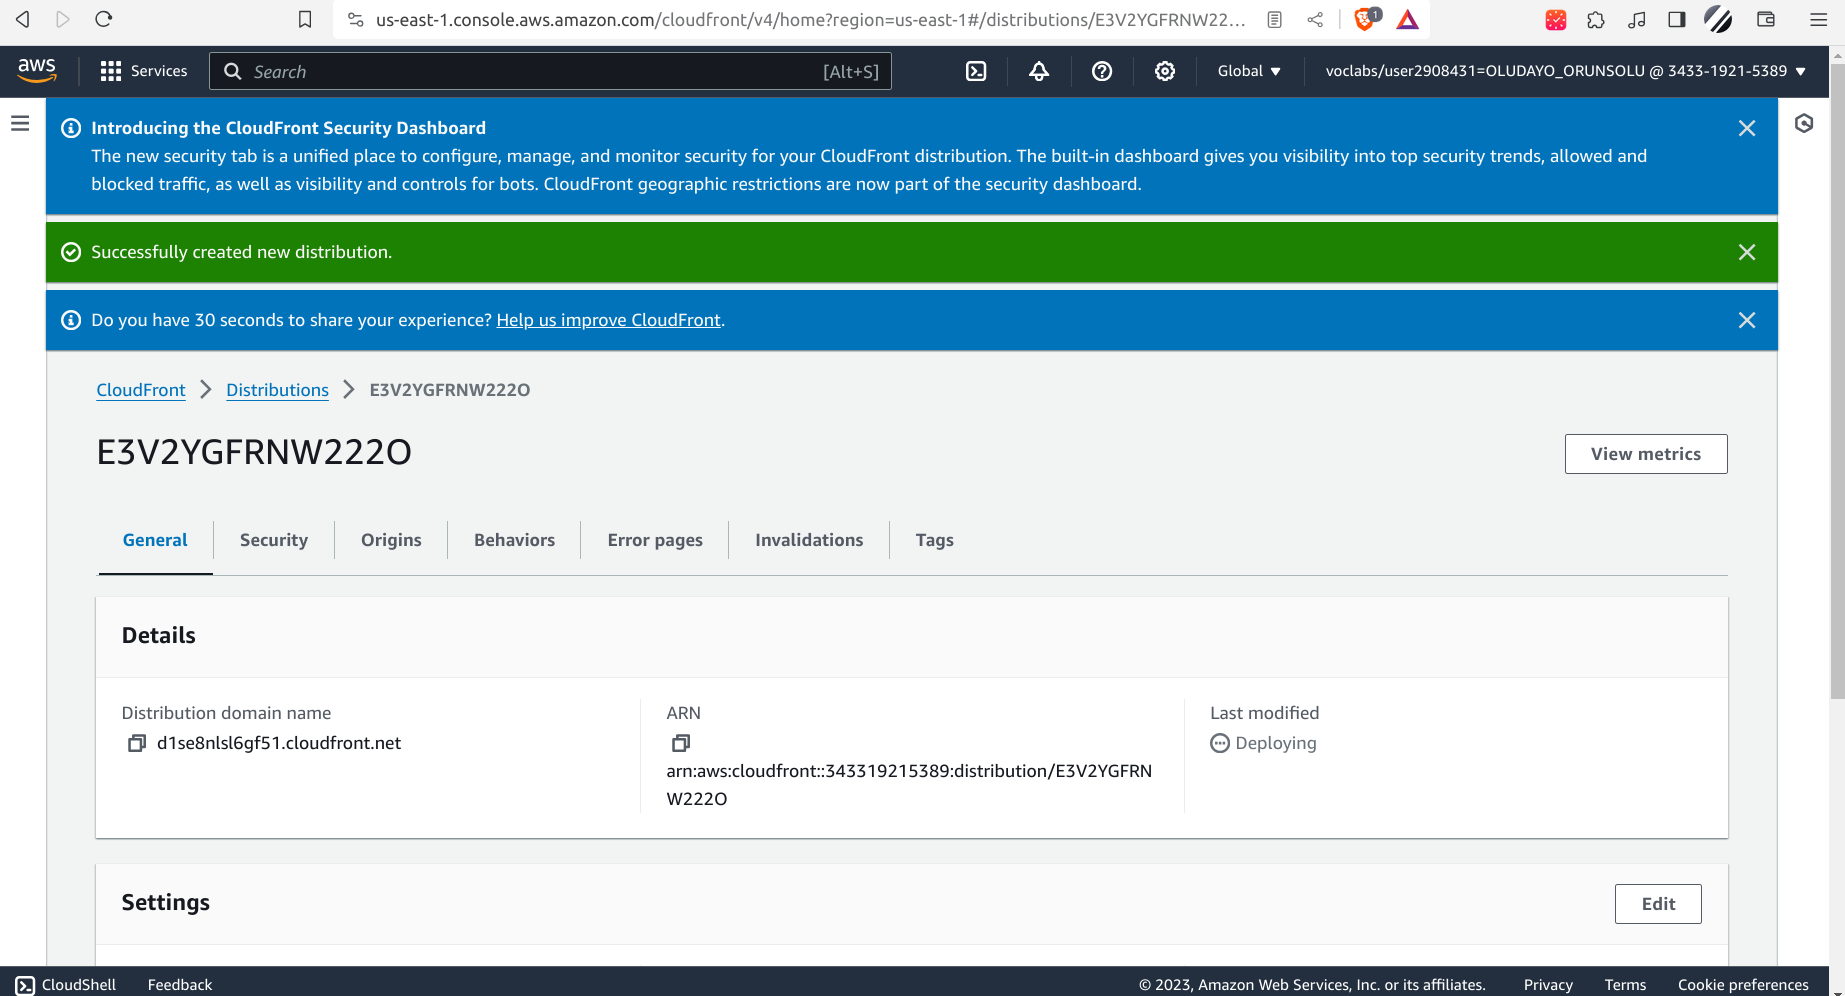 us-east-1.console.aws.amazon.com/cloudfront/v4/home?region=us-east-1#/distributions/E3V2YGFRNW22...
1
aws
Services
Search
[Alt+S]
Global
voclabs/user2908431=OLUDAYO_ORUNSOLU @ 3433-1921-5389
Introducing the CloudFront Security Dashboard
The new security tab is a unified place to configure, manage, and monitor security for your CloudFront distribution. The built-in dashboard gives you visibility into top security trends, allowed and
blocked traffic, as well as visibility and controls for bots. CloudFront geographic restrictions are now part of the security dashboard.
Successfully created new distribution.
Do you have 30 seconds to share your experience? Help us improve CloudFront.
CloudFront
Distributions
E3V2YGFRNW222O
E3V2YGFRNW222O
View metrics
General
Security
Origins
Behaviors
Error pages
Invalidations
Tags
Details
Distribution domain name
d1se8nlsl6gf51.cloudfront.net
ARN
arn:aws:cloudfront::343319215389:distribution/E3V2YGFRN
W222O
Last modified
Deploying
Settings
Edit
CloudShell
Feedback
© 2023, Amazon Web Services, Inc. or its affiliates.
Privacy
Terms
Cookie preferences